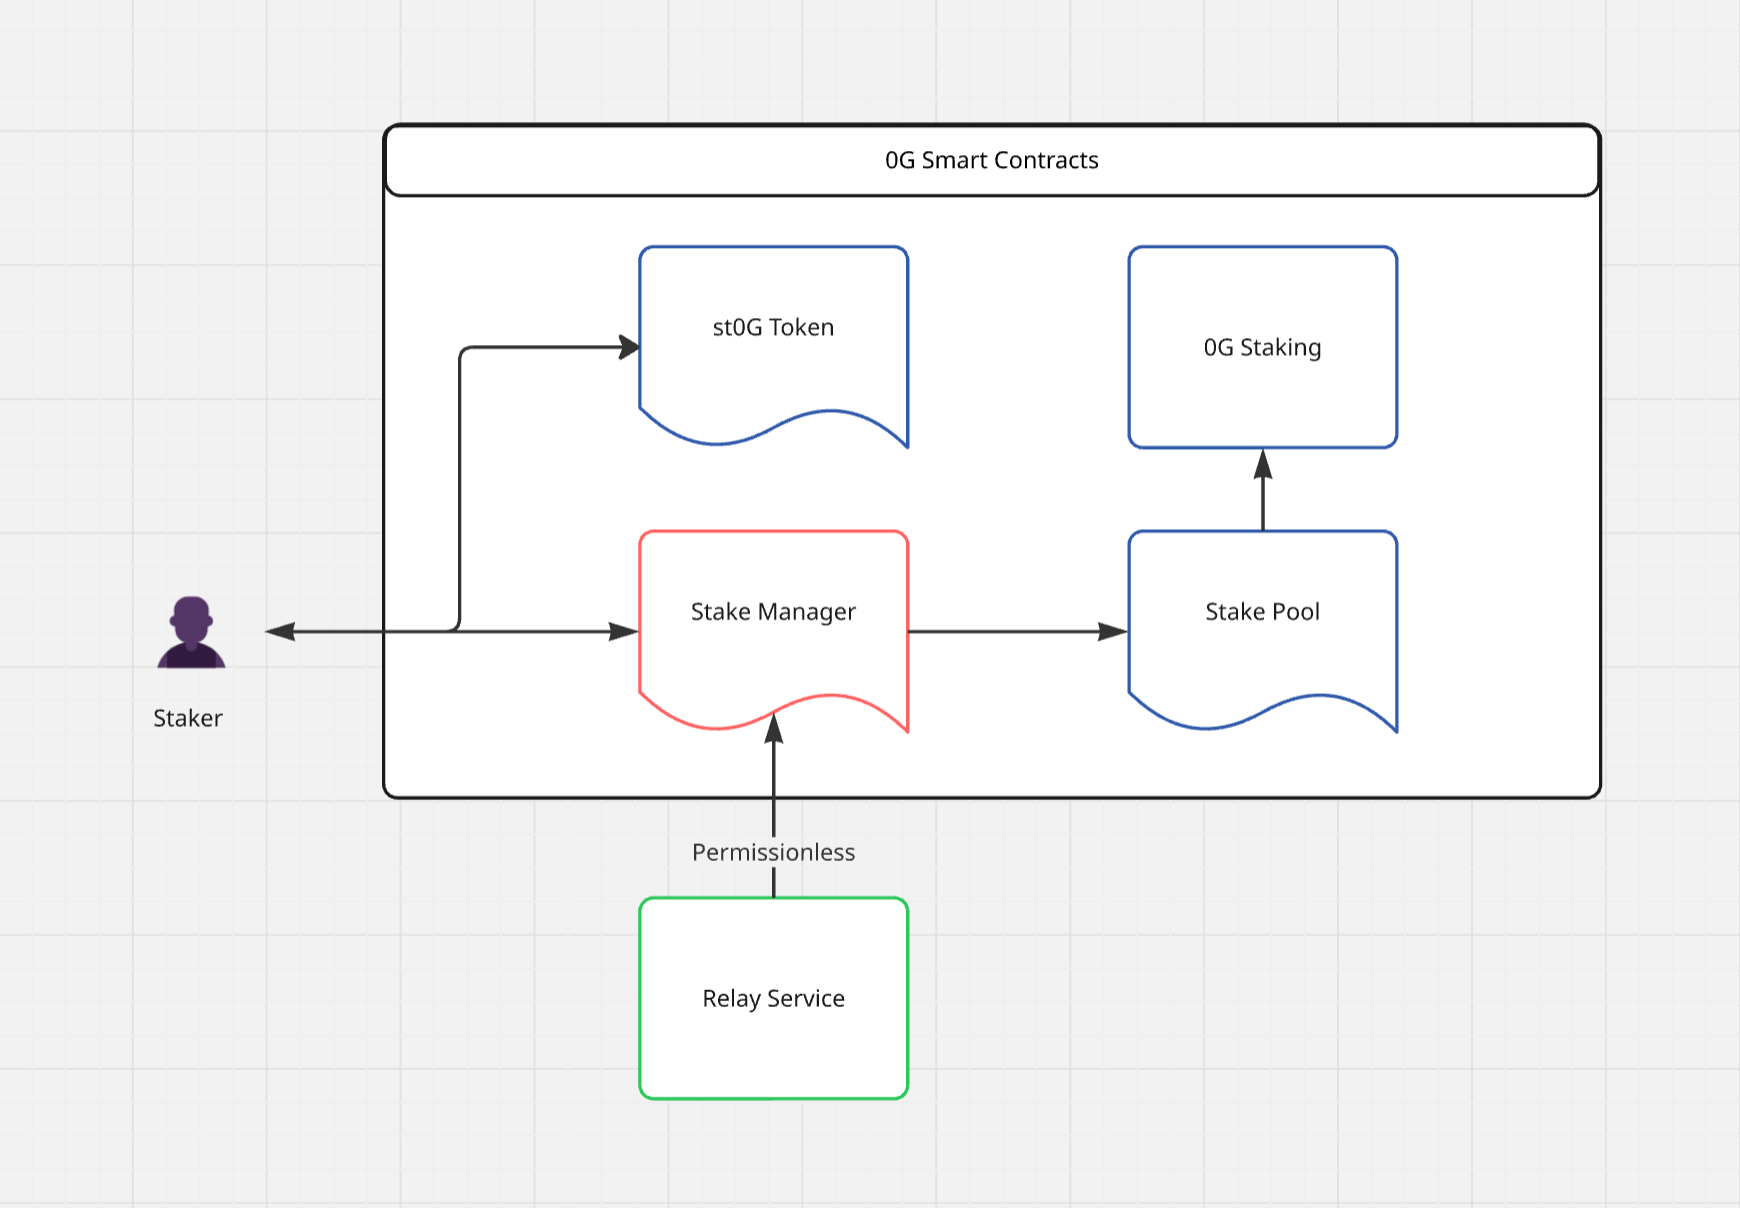 0G Smart Contracts
st0G Token
0G Staking
Stake Manager
Stake Pool
Staker
Permissionless
Relay Service